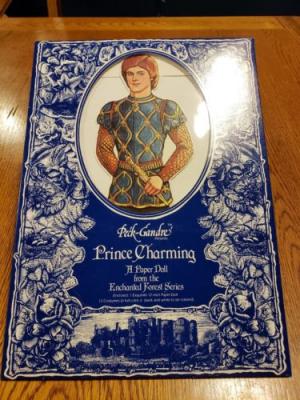 Peck-Gandré
Presents
Prince Charming
A Paper Doll
from the
Enchanted Forest Series